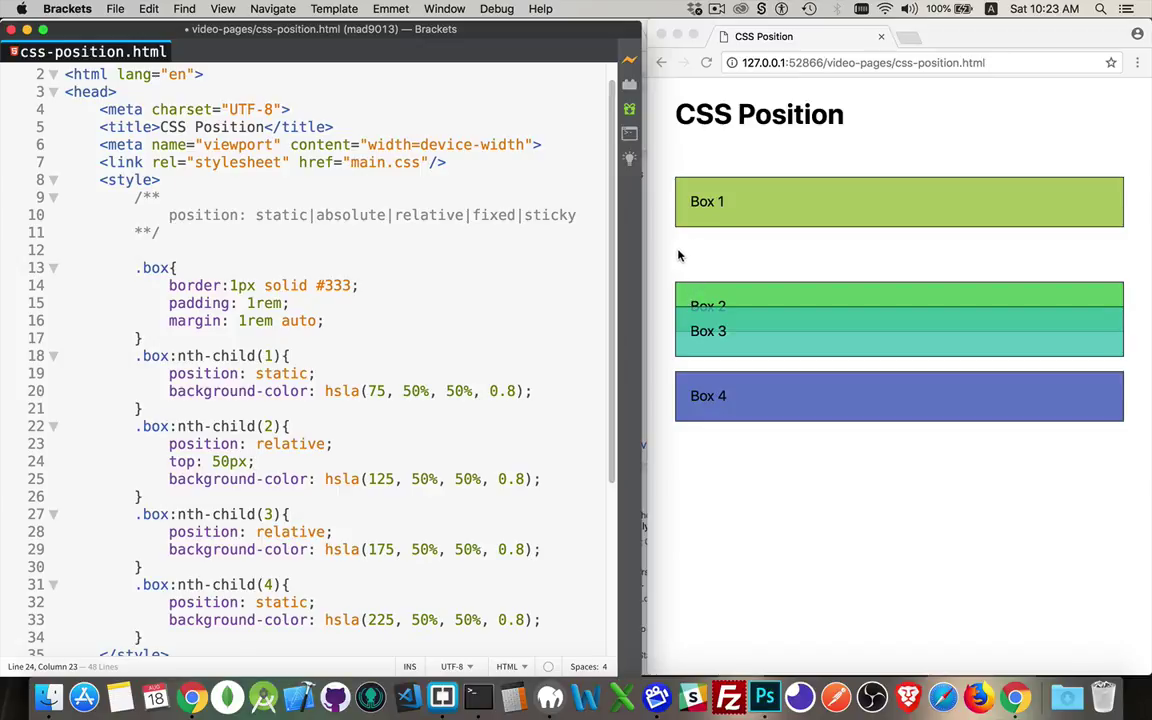 Brackets File Edit Find View Navigate Template Emmet Window Debug Help 100% A Sat 10:23 AM
• video-pages/css-position.html (mad9013) — Brackets
css-position.html
2 <html lang="en">
3 <head>
4 <meta charset="UTF-8">
5 <title>CSS Position</title>
6 <meta name="viewport" content="width=device-width">
7 <link rel="stylesheet" href="main.css"/>
8 <style>
9 /**
10 position: static|absolute|relative|fixed|sticky
11 **/
12
13 .box{
14 border:1px solid #333;
15 padding: 1rem;
16 margin: 1rem auto;
17 }
18 .box:nth-child(1){
19 position: static;
20 background-color: hsla(75, 50%, 50%, 0.8);
21 }
22 .box:nth-child(2){
23 position: relative;
24 top: 50px;
25 background-color: hsla(125, 50%, 50%, 0.8);
26 }
27 .box:nth-child(3){
28 position: relative;
29 background-color: hsla(175, 50%, 50%, 0.8);
30 }
31 .box:nth-child(4){
32 position: static;
33 background-color: hsla(225, 50%, 50%, 0.8);
34 }
35 </style>
Line 24, Column 23 — 48 Lines
INS UTF-8 HTML Spaces: 4
CSS Position
127.0.0.1:52866/video-pages/css-position.html
CSS Position
Box 1
Box 2
Box 3
Box 4
AUG
18
Fz
Ps